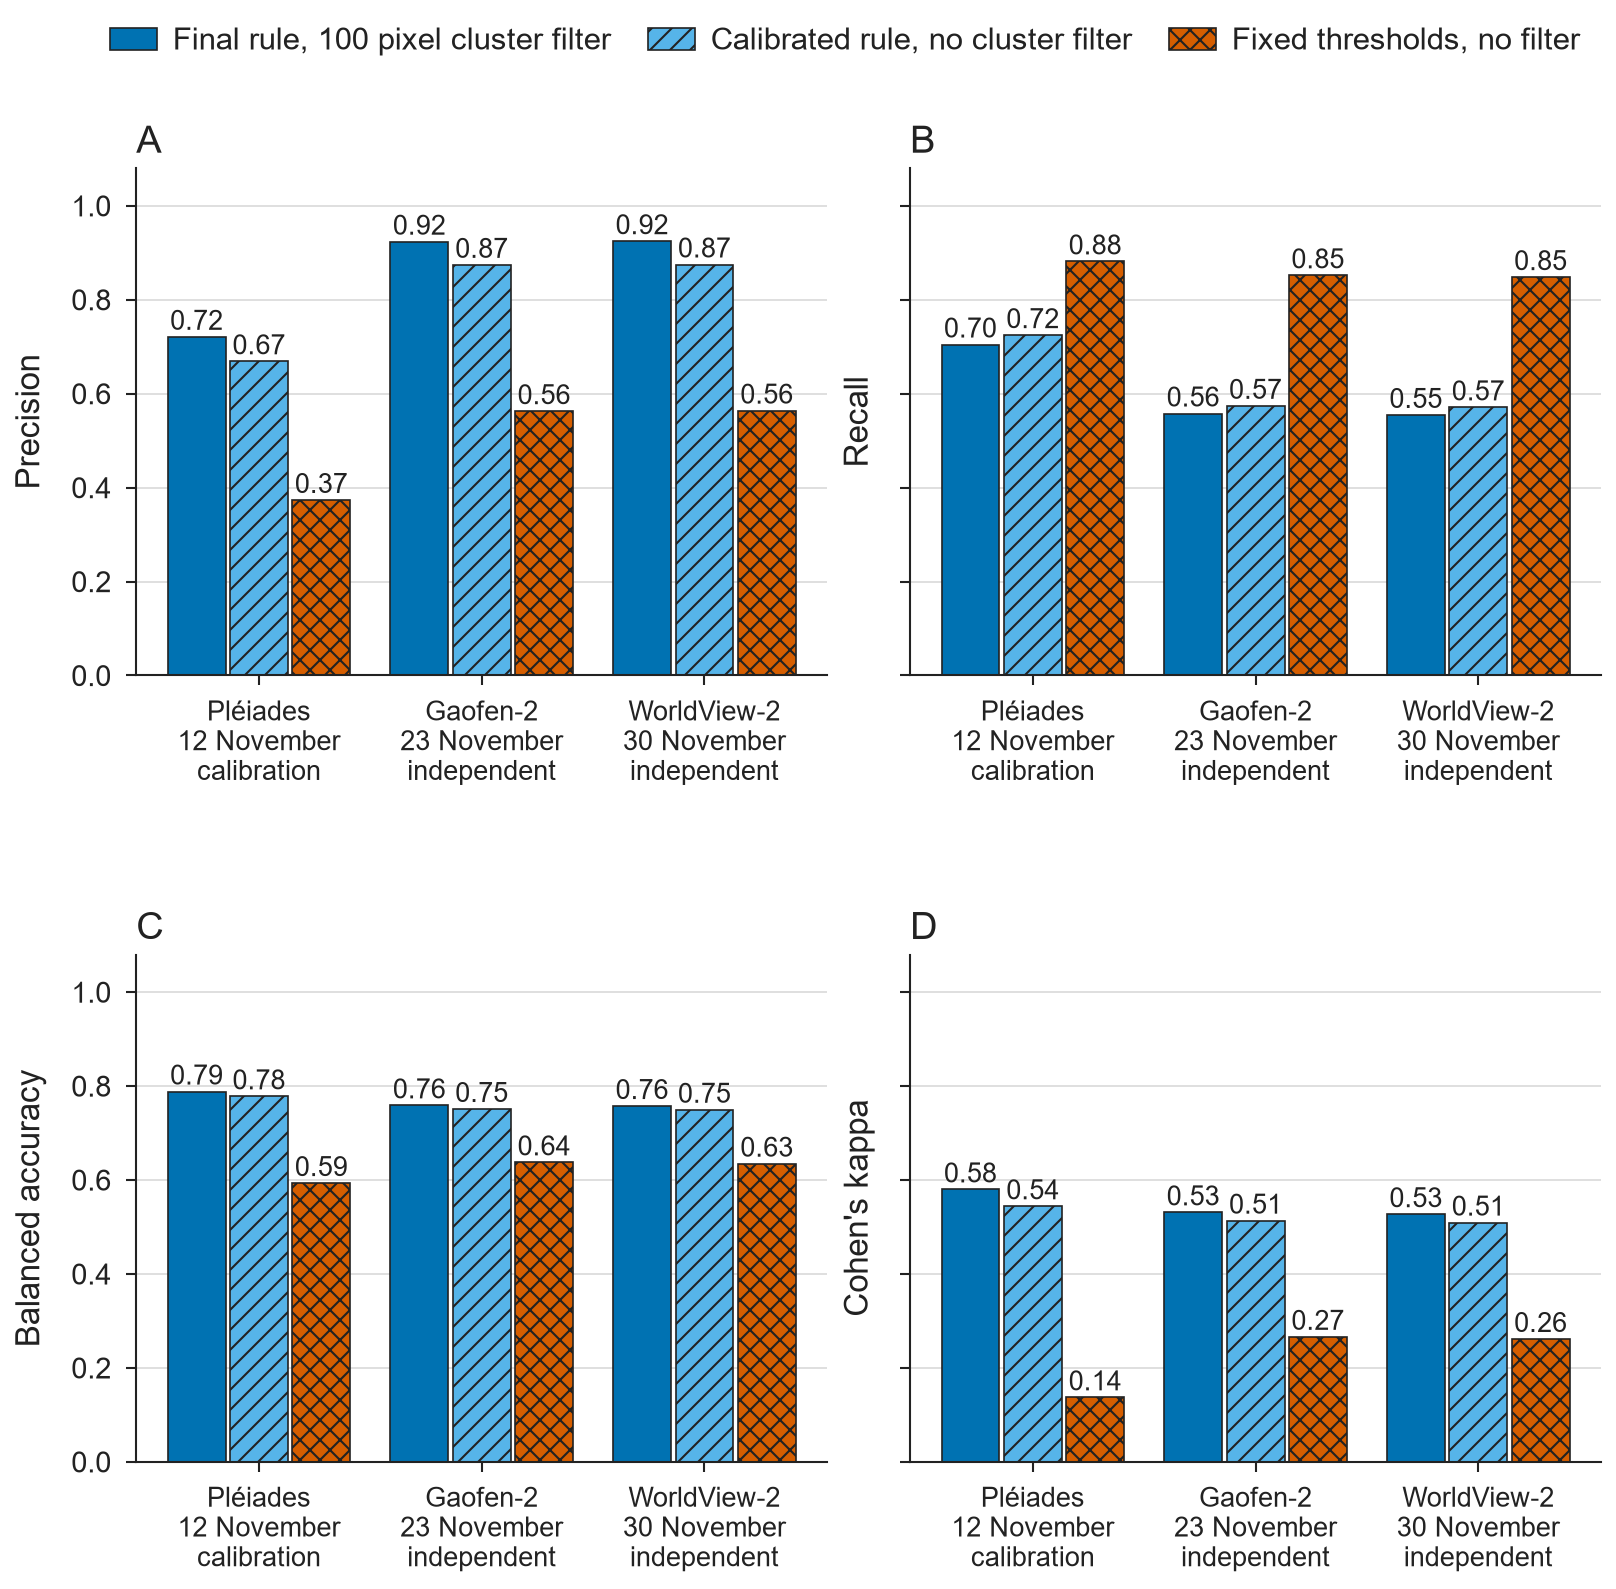 Final rule, 100 pixel cluster filter
Calibrated rule, no cluster filter
Fixed thresholds, no filter
A
Precision
1.0
0.8
0.6
0.4
0.2
0.0
0.72
0.67
0.37
0.92
0.87
0.56
0.92
0.87
0.56
Pléiades
12 November
calibration
Gaofen-2
23 November
independent
WorldView-2
30 November
independent
B
Recall
0.70
0.72
0.88
0.56
0.57
0.85
0.55
0.57
0.85
Pléiades
12 November
calibration
Gaofen-2
23 November
independent
WorldView-2
30 November
independent
C
Balanced accuracy
1.0
0.8
0.6
0.4
0.2
0.0
0.79
0.78
0.59
0.76
0.75
0.64
0.76
0.75
0.63
Pléiades
12 November
calibration
Gaofen-2
23 November
independent
WorldView-2
30 November
independent
D
Cohen's kappa
0.58
0.54
0.14
0.53
0.51
0.27
0.53
0.51
0.26
Pléiades
12 November
calibration
Gaofen-2
23 November
independent
WorldView-2
30 November
independent